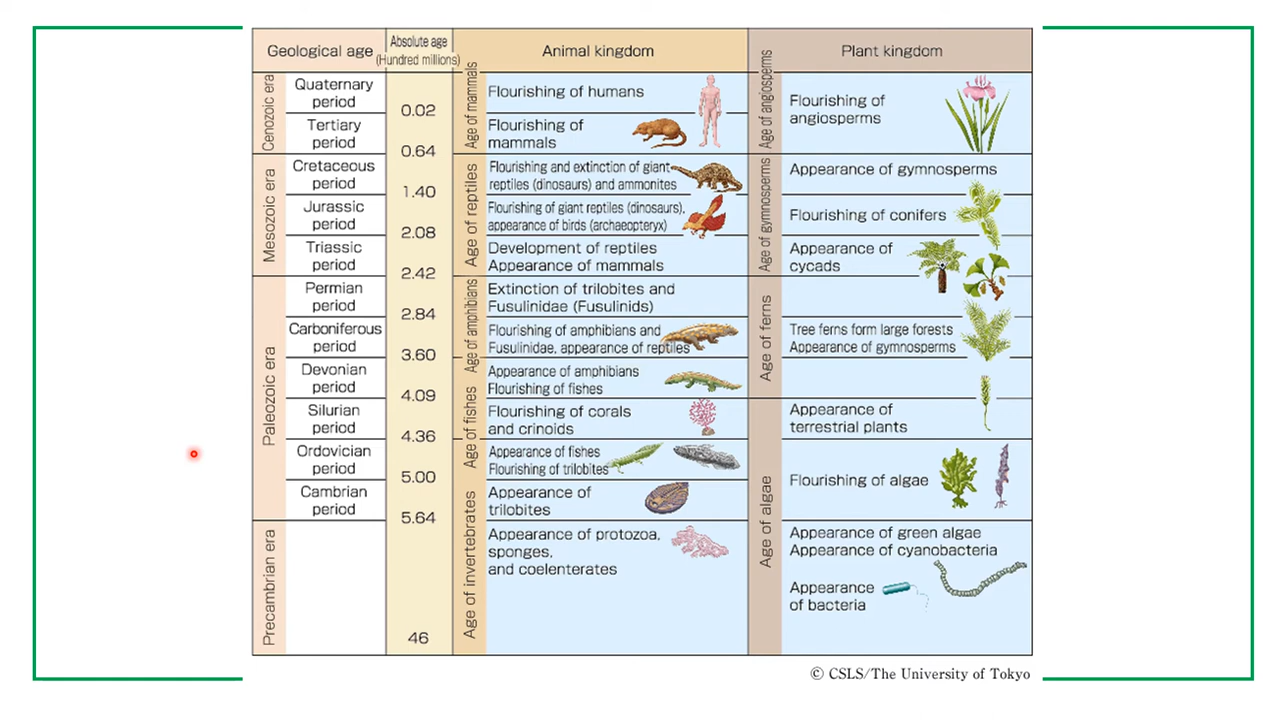 Geological age
Absolute age
(Hundred millions)
Animal kingdom
Plant kingdom
Cenozoic era
Quaternary
period
0.02
Age of mammals
Flourishing of humans
Age of angiosperms
Flourishing of
angiosperms
Tertiary
period
0.64
Flourishing of
mammals
Mesozoic era
Cretaceous
period
1.40
Age of reptiles
Flourishing and extinction of giant
reptiles (dinosaurs) and ammonites
Age of gymnosperms
Appearance of gymnosperms
Jurassic
period
2.08
Flourishing of giant reptiles (dinosaurs),
appearance of birds (archaeopteryx)
Flourishing of conifers
Triassic
period
2.42
Development of reptiles
Appearance of mammals
Appearance of
cycads
Paleozoic era
Permian
period
2.84
Age of amphibians
Extinction of trilobites and
Fusulinidae (Fusulinids)
Age of ferns
Carboniferous
period
3.60
Flourishing of amphibians and
Fusulinidae, appearance of reptiles
Tree ferns form large forests
Appearance of gymnosperms
Devonian
period
4.09
Age of fishes
Appearance of amphibians
Flourishing of fishes
Silurian
period
4.36
Flourishing of corals
and crinoids
Age of algae
Appearance of
terrestrial plants
Ordovician
period
5.00
Appearance of fishes
Flourishing of trilobites
Flourishing of algae
Cambrian
period
5.64
Age of invertebrates
Appearance of
trilobites
Precambrian era
46
Appearance of protozoa,
sponges,
and coelenterates
Appearance of green algae
Appearance of cyanobacteria
Appearance
of bacteria
© CSLS/The University of Tokyo